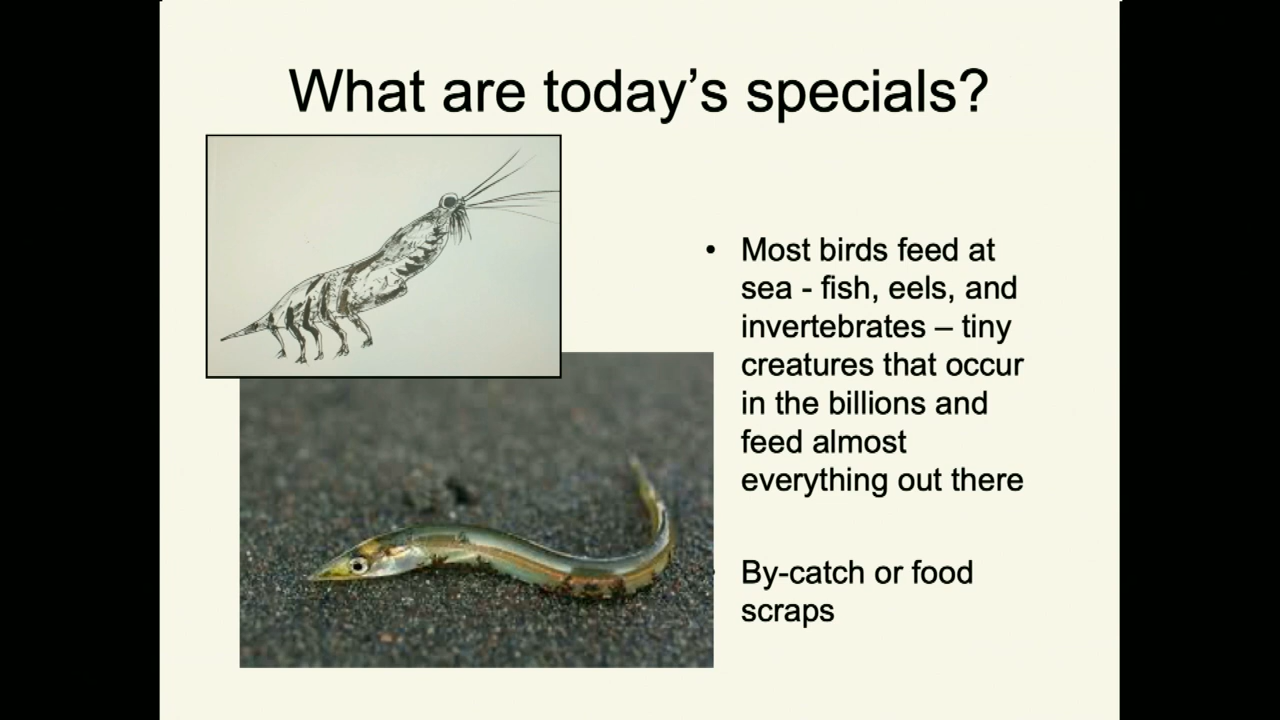 What are today’s specials?
• Most birds feed at
sea - fish, eels, and
invertebrates – tiny
creatures that occur
in the billions and
feed almost
everything out there
By-catch or food
scraps